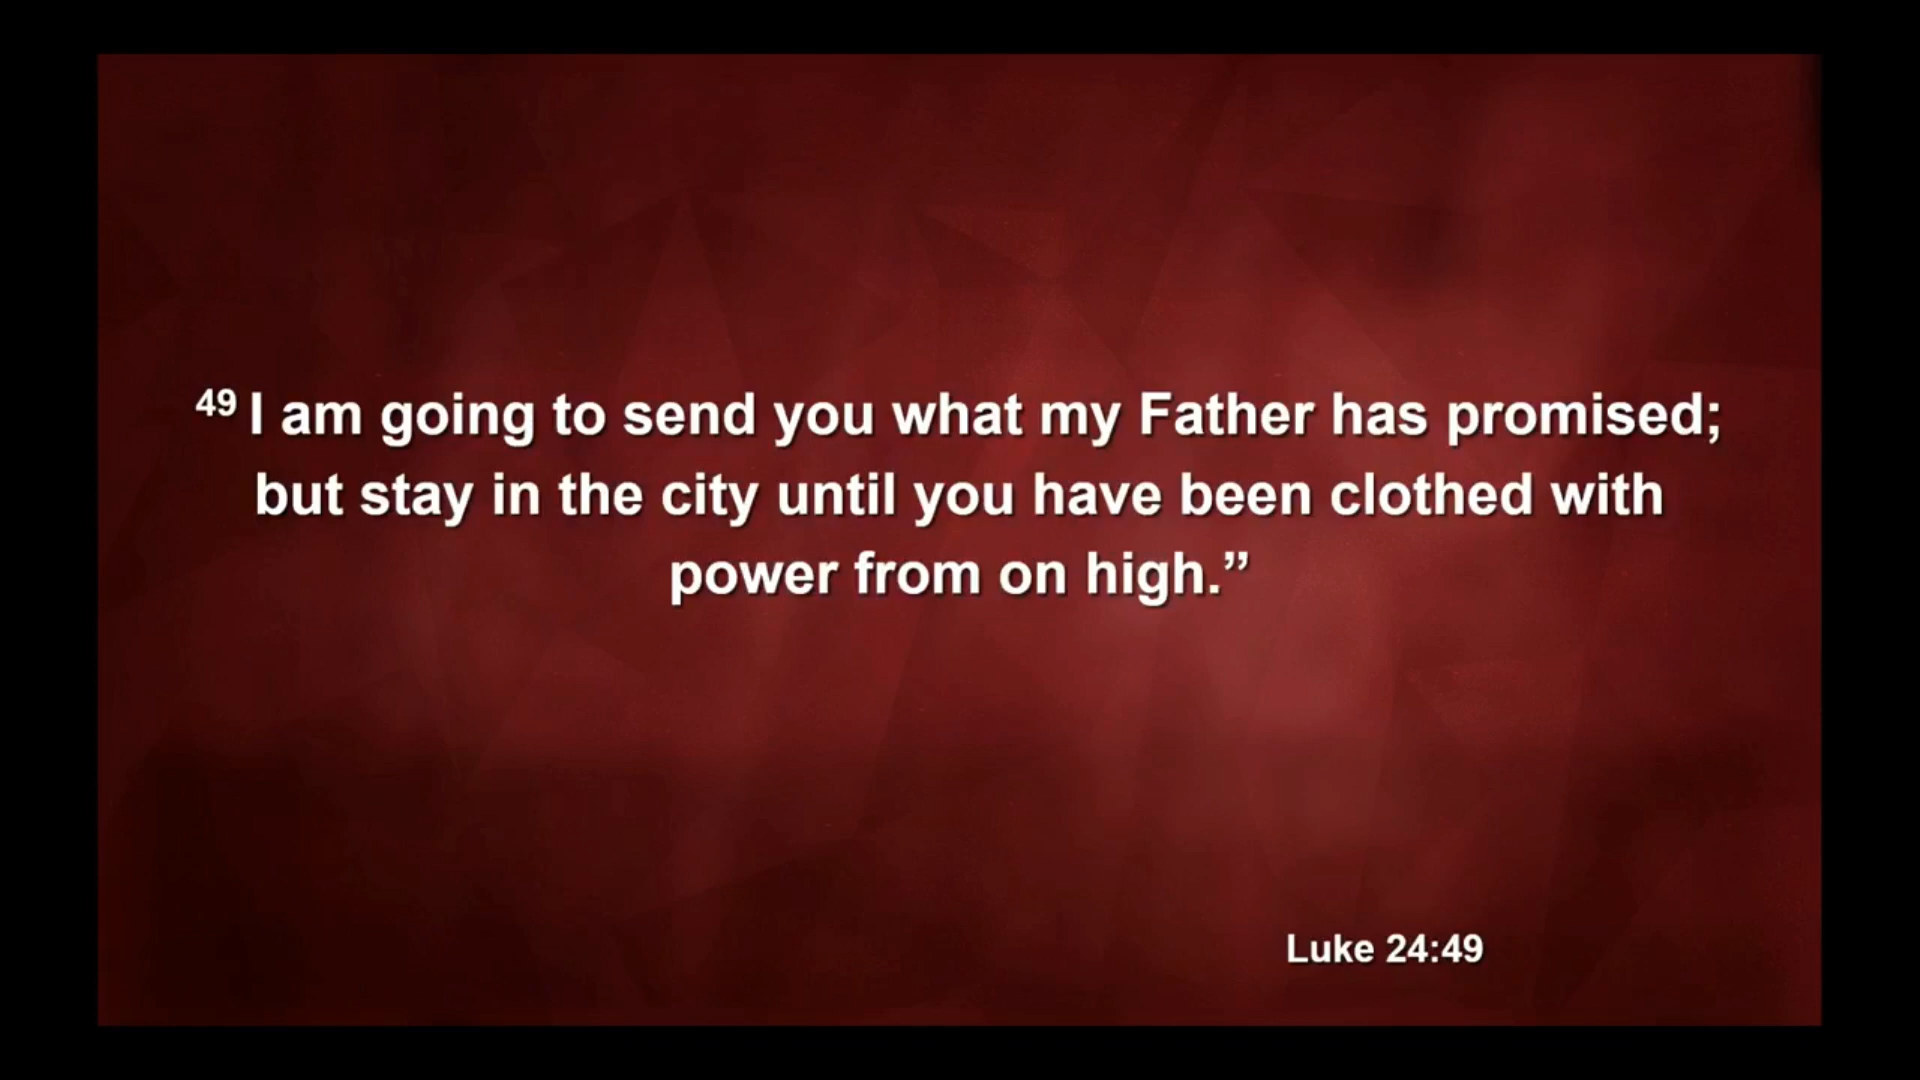 49 I am going to send you what my Father has promised;
but stay in the city until you have been clothed with
power from on high.”
Luke 24:49